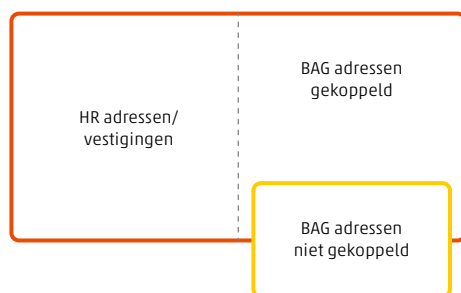 HR adressen/
vestigingen
BAG adressen
gekoppeld
BAG adressen
niet gekoppeld